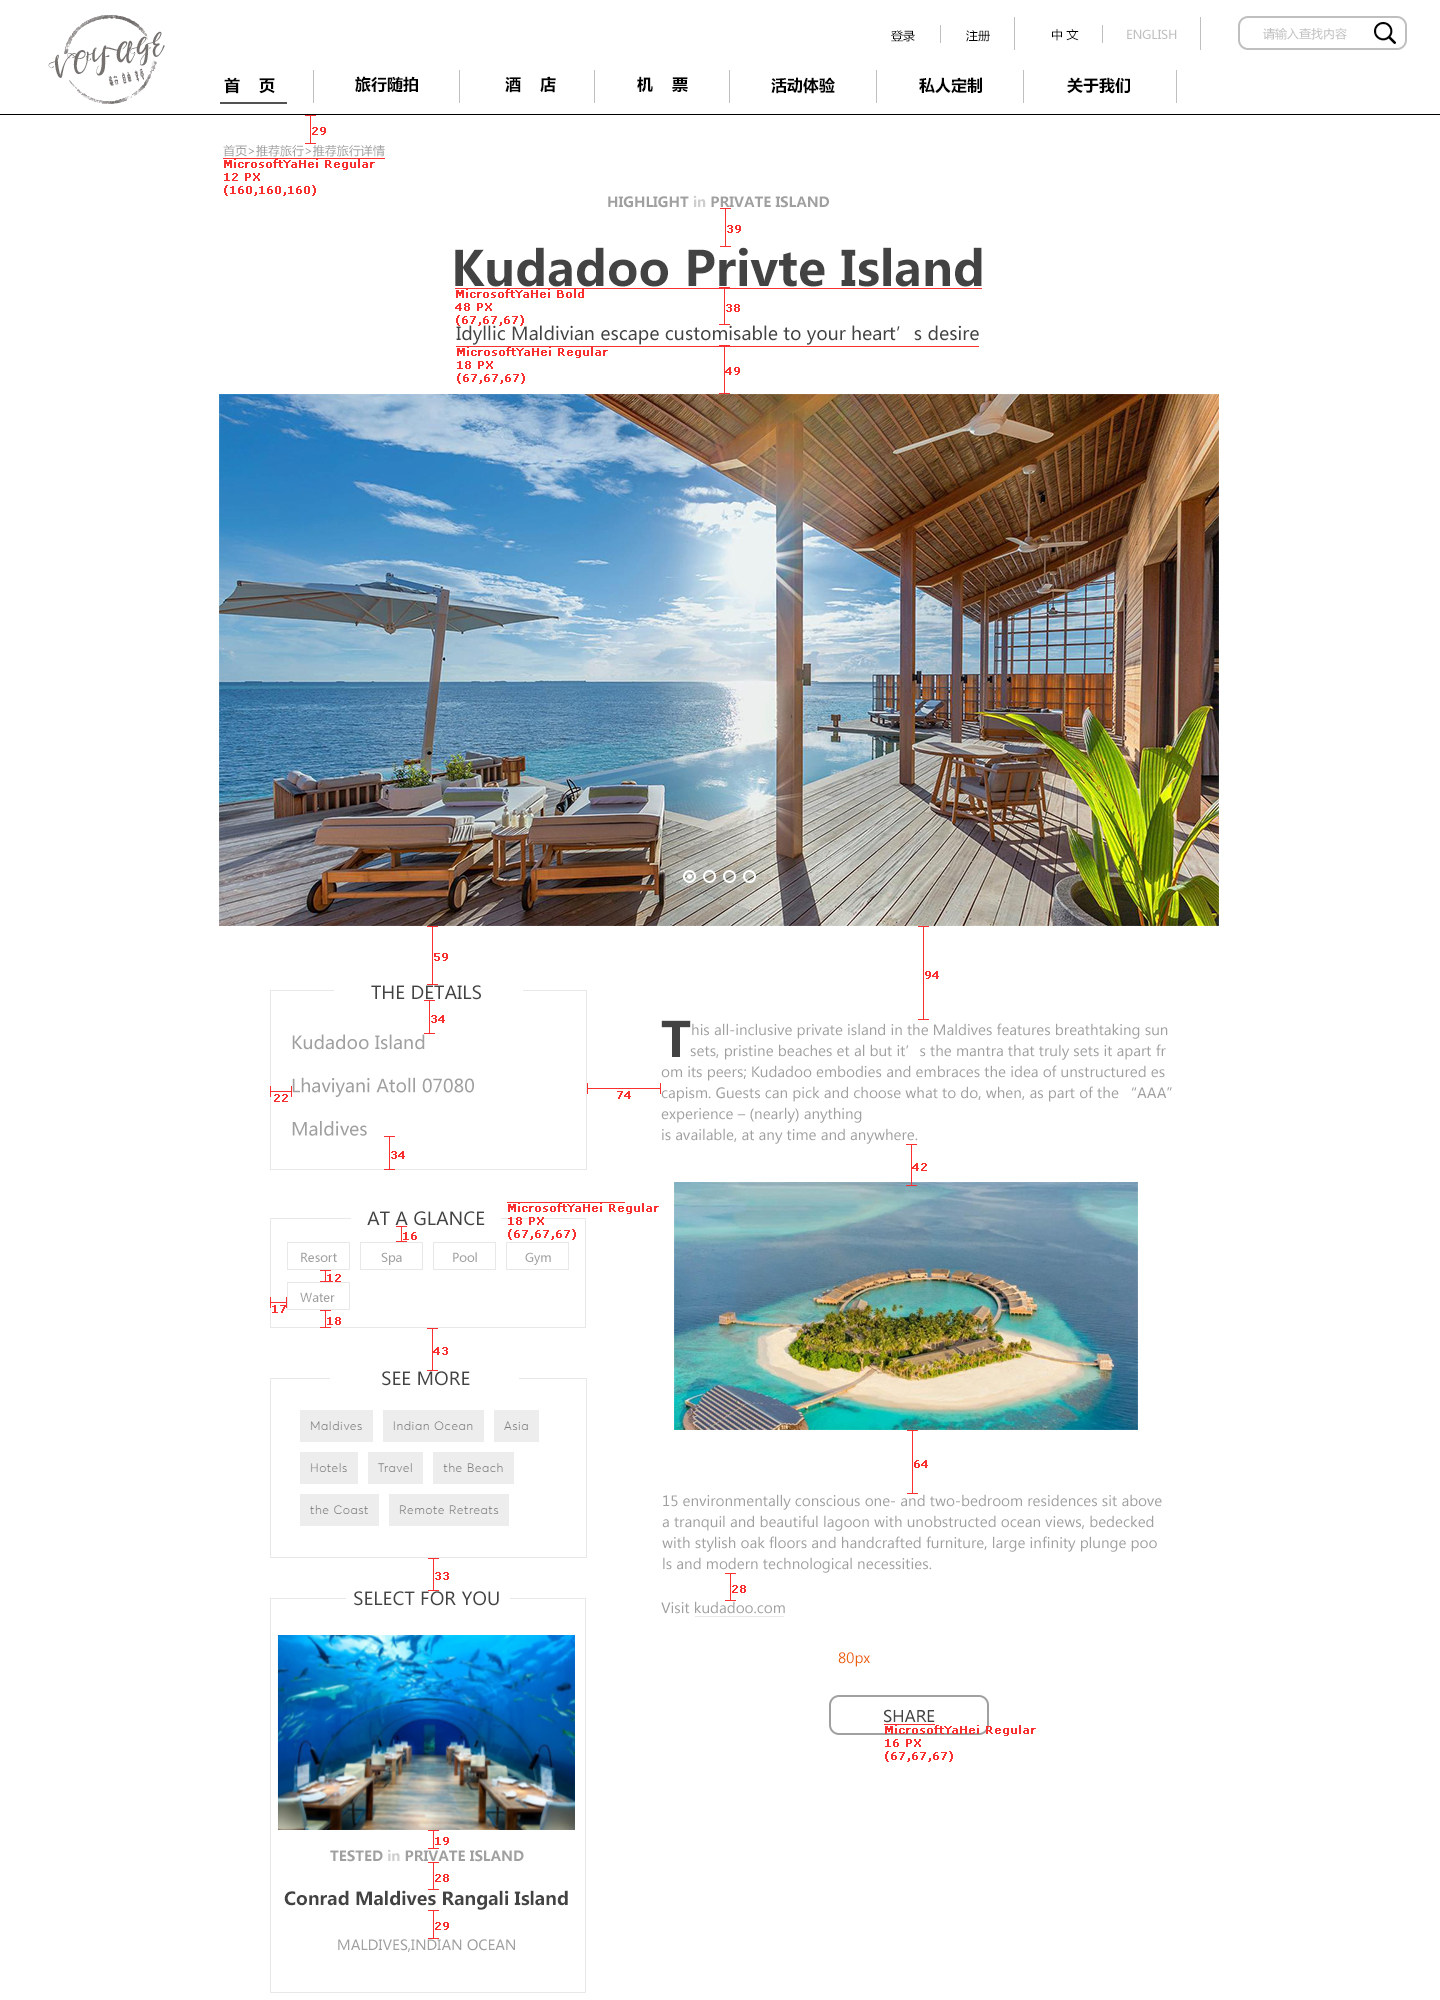 voyage
登录
注册
中 文
ENGLISH
请输入查找内容
首 页
旅行随拍
酒 店
机 票
活动体验
私人定制
关于我们
29
首页>推荐旅行>推荐旅行详情
MicrosoftYaHei Regular
12 PX
(160,160,160)
HIGHLIGHT in PRIVATE ISLAND
39
Kudadoo Privte Island
MicrosoftYaHei Bold
48 PX
(67,67,67)
38
Idyllic Maldivian escape customisable to your heart’s desire
MicrosoftYaHei Regular
18 PX
(67,67,67)
49
59
94
THE DETAILS
34
Kudadoo Island
Lhaviyani Atoll 07080
22
74
Maldives
34
This all-inclusive private island in the Maldives features breathtaking sun
sets, pristine beaches et al but it’s the mantra that truly sets it apart fr
om its peers; Kudadoo embodies and embraces the idea of unstructured es
capism. Guests can pick and choose what to do, when, as part of the “AAA”
experience – (nearly) anything
is available, at any time and anywhere.
42
AT A GLANCE
MicrosoftYaHei Regular
18 PX
(67,67,67)
16
Resort
Spa
Pool
Gym
12
Water
17
18
43
SEE MORE
Maldives
Indian Ocean
Asia
Hotels
Travel
the Beach
the Coast
Remote Retreats
33
64
15 environmentally conscious one- and two-bedroom residences sit above
a tranquil and beautiful lagoon with unobstructed ocean views, bedecked
with stylish oak floors and handcrafted furniture, large infinity plunge poo
ls and modern technological necessities.
28
Visit kudadoo.com
80px
SHARE
MicrosoftYaHei Regular
16 PX
(67,67,67)
SELECT FOR YOU
19
TESTED in PRIVATE ISLAND
28
Conrad Maldives Rangali Island
29
MALDIVES,INDIAN OCEAN